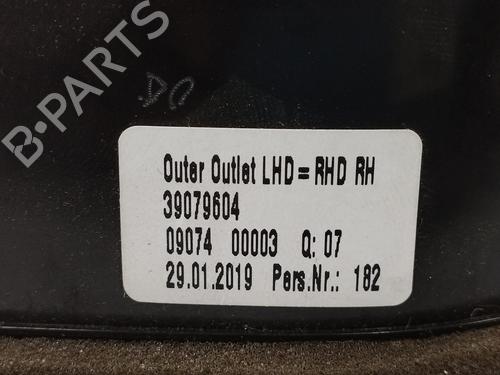 B-PARTS
Outer Outlet LHD = RHD RH
39079604
09074 00003 Q: 07
29.01.2019 Pers.Nr.: 182